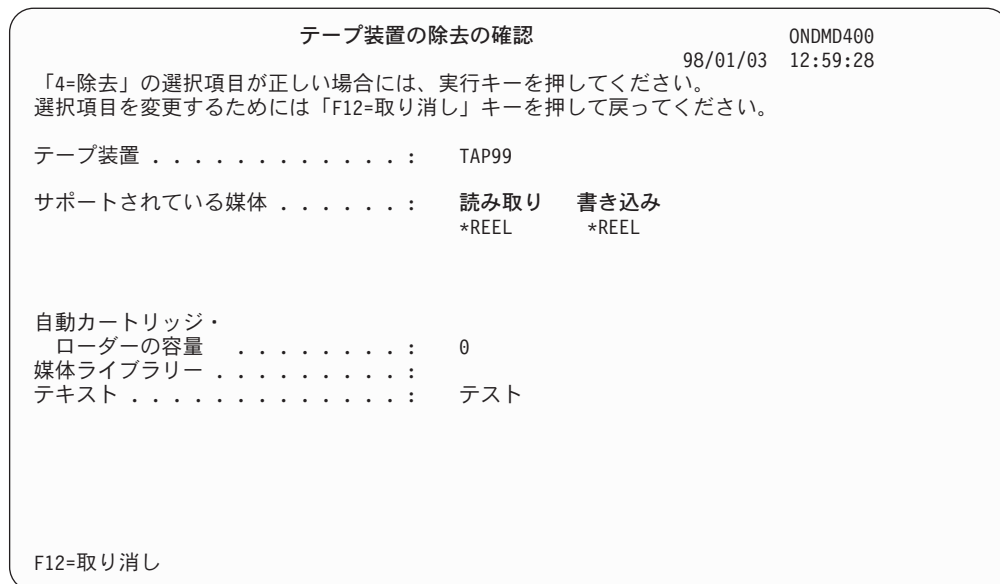 テープ装置の除去の確認 ONDMD400
98/01/03 12:59:28
「4=除去」の選択項目が正しい場合には、実行キーを押してください。
選択項目を変更するためには「F12=取り消し」キーを押して戻ってください。
テープ装置 . . . . . . . . . . . . : TAP99
サポートされている媒体 . . . . . . : 読み取り 書き込み
*REEL *REEL
自動カートリッジ・
ローダーの容量 . . . . . . . . : 0
媒体ライブラリー . . . . . . . . . :
テキスト . . . . . . . . . . . . . : テスト
F12=取り消し